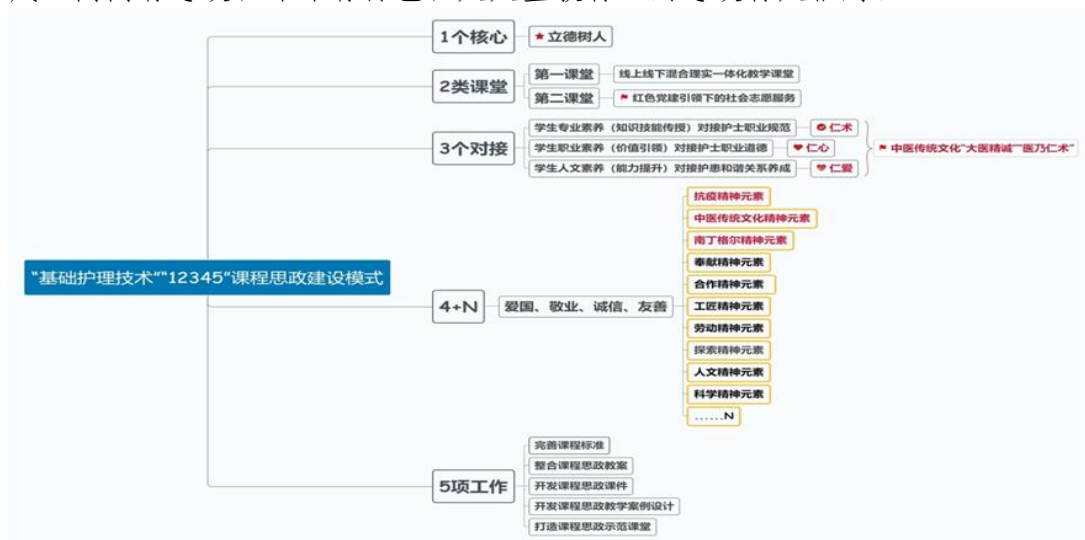 1个核心
立德树人
2类课堂
第一课堂
线上线下混合理实一体化教学课堂
第二课堂
红色党建引领下的社会志愿服务
3个对接
学生专业素养（知识技能传授）对接护士职业规范
仁术
学生职业素养（价值引领）对接护士职业道德
仁心
学生人文素养（能力提升）对接护患和谐关系养成
仁爱
中医传统文化“大医精诚”“医乃仁术”
“基础护理技术”“12345”课程思政建设模式
4+N
爱国、敬业、诚信、友善
抗疫精神元素
中医传统文化精神元素
南丁格尔精神元素
奉献精神元素
合作精神元素
工匠精神元素
劳动精神元素
探索精神元素
人文精神元素
科学精神元素
……N
5项工作
完善课程标准
整合课程思政教案
开发课程思政课件
开发课程思政教学案例设计
打造课程思政示范课堂